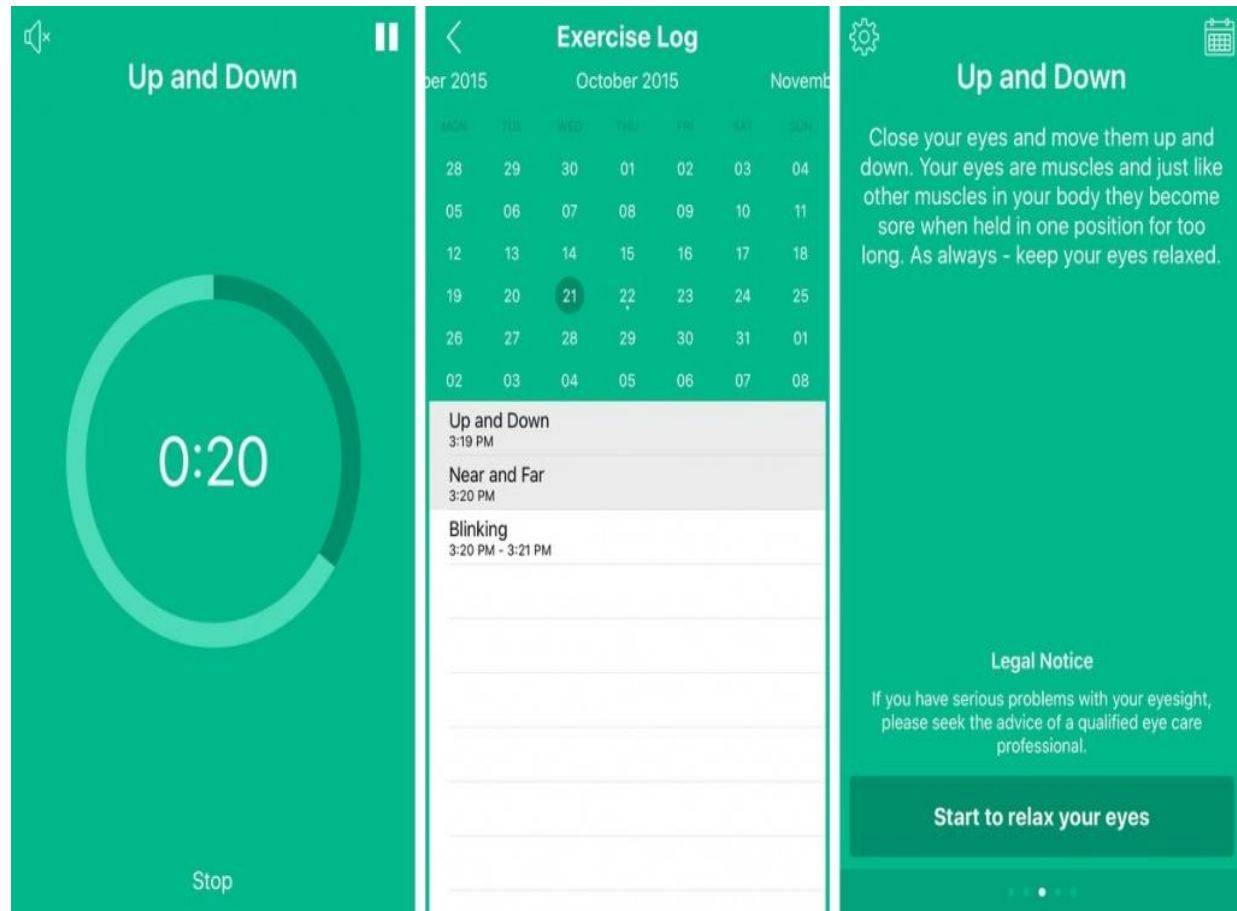 Up and Down
0:20
Stop
Exercise Log
ber 2015 October 2015 Novemb
MON TUE WED THU FRI SAT SUN
28 29 30 01 02 03 04
05 06 07 08 09 10 11
12 13 14 15 16 17 18
19 20 21 22 23 24 25
26 27 28 29 30 31 01
02 03 04 05 06 07 08
Up and Down
3:19 PM
Near and Far
3:20 PM
Blinking
3:20 PM - 3:21 PM
Up and Down
Close your eyes and move them up and
down. Your eyes are muscles and just like
other muscles in your body they become
sore when held in one position for too
long. As always - keep your eyes relaxed.
Legal Notice
If you have serious problems with your eyesight,
please seek the advice of a qualified eye care
professional.
Start to relax your eyes